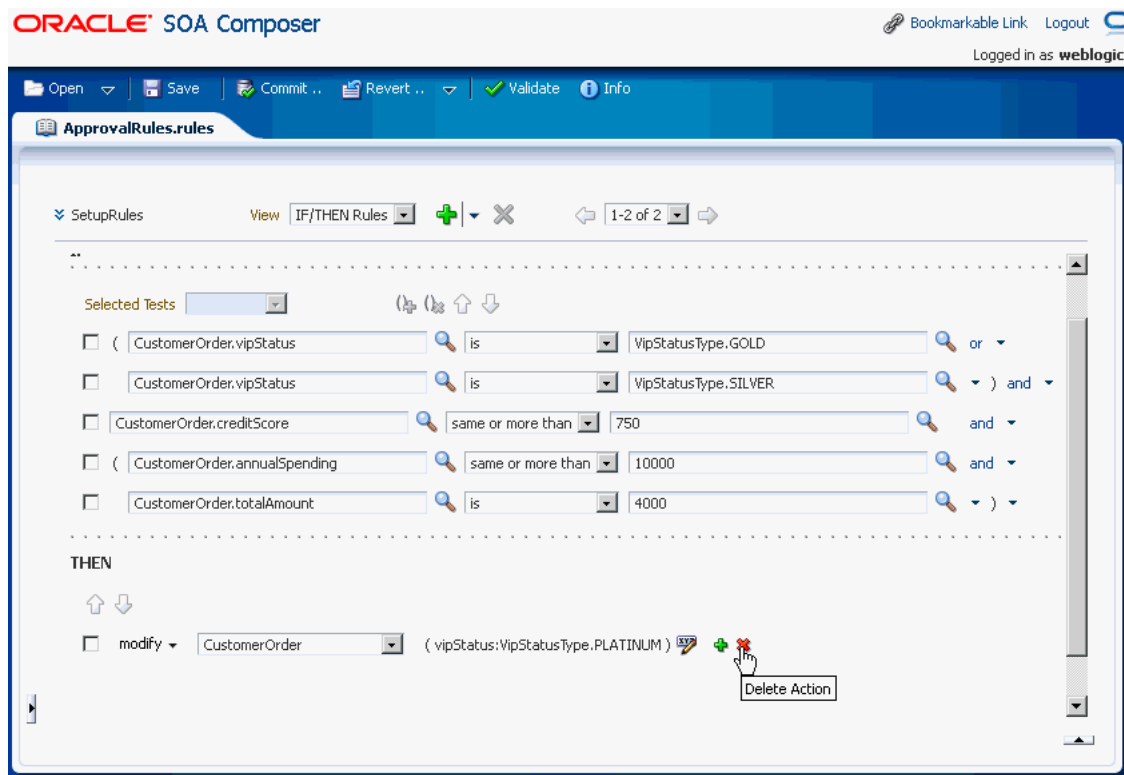 ORACLE SOA Composer
Bookmarkable Link Logout
Logged in as weblogic
Open Save Commit .. Revert .. Validate Info
ApprovalRules.rules
SetupRules View IF/THEN Rules 1-2 of 2
Selected Tests
( CustomerOrder.vipStatus is VipStatusType.GOLD or
CustomerOrder.vipStatus is VipStatusType.SILVER ) and
CustomerOrder.creditScore same or more than 750 and
( CustomerOrder.annualSpending same or more than 10000 and
CustomerOrder.totalAmount is 4000 )
THEN
modify CustomerOrder ( vipStatus:VipStatusType.PLATINUM )
Delete Action